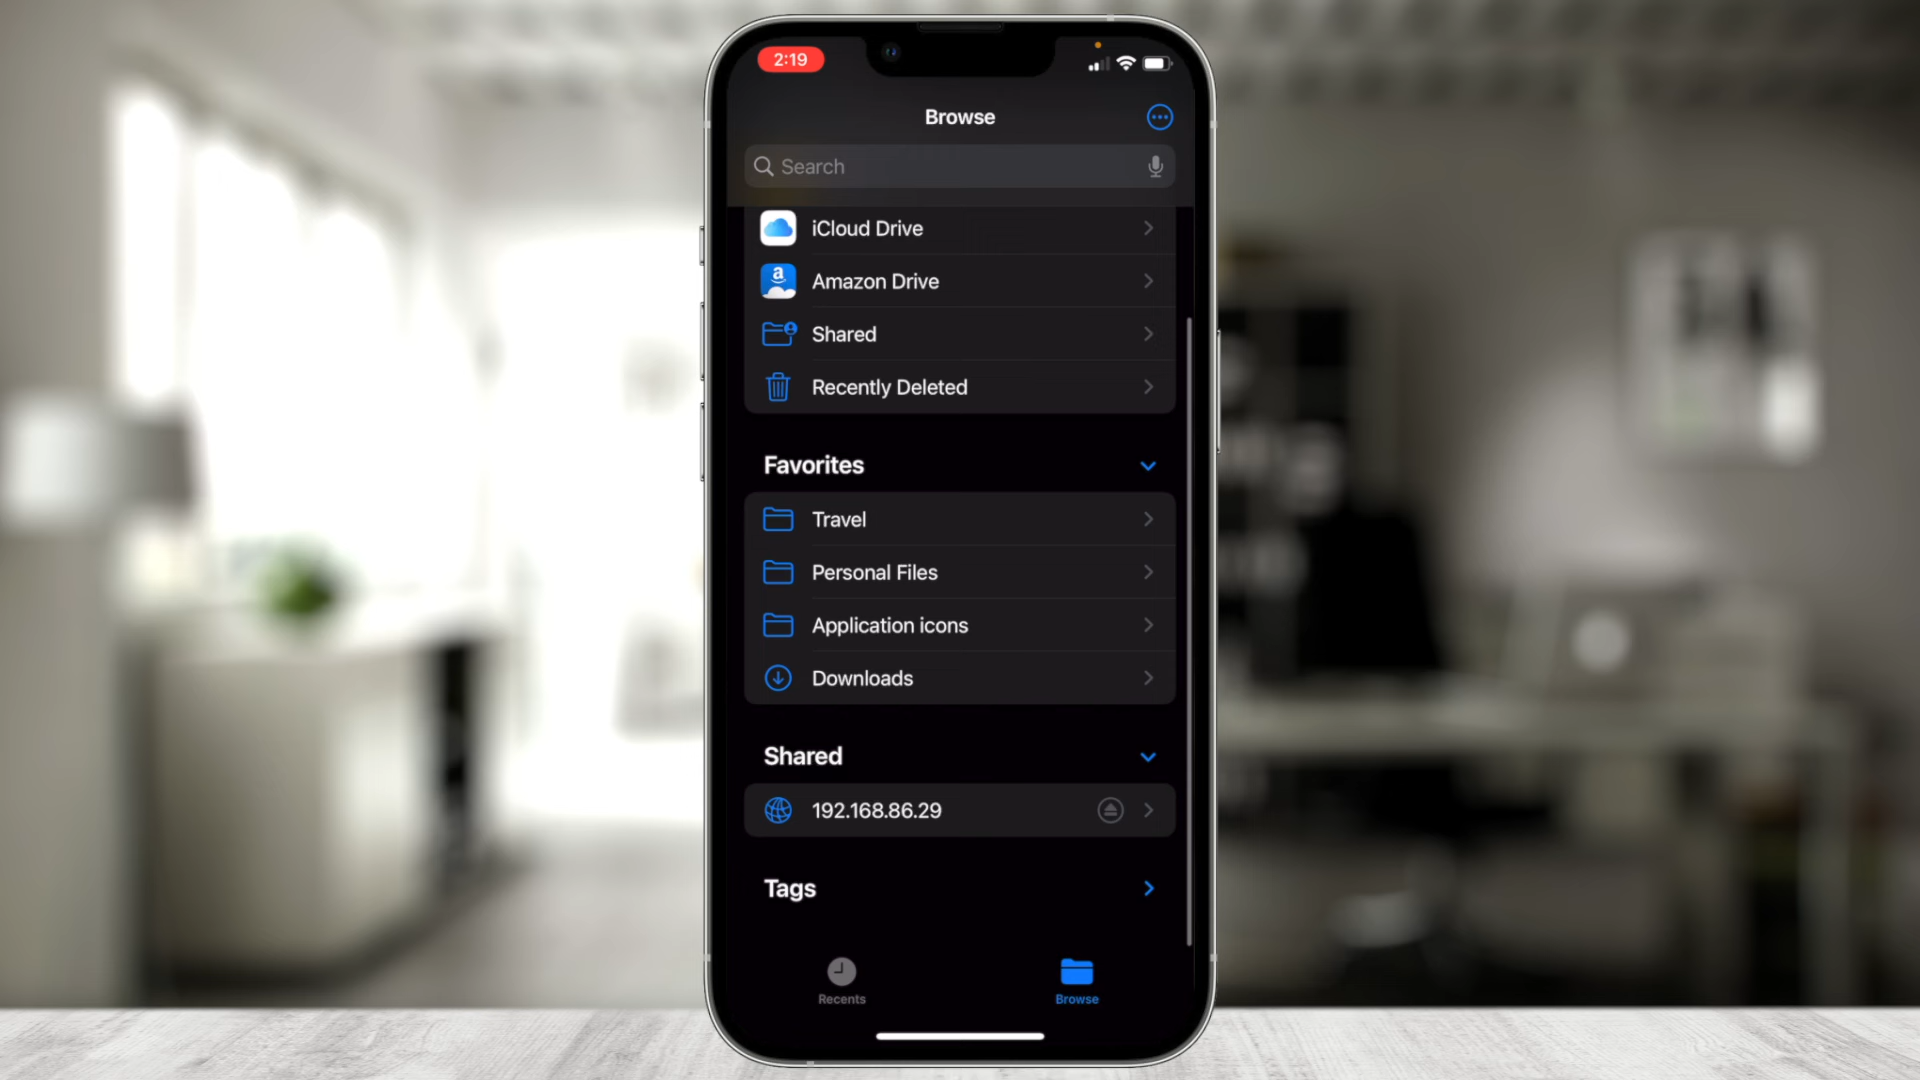 2:19
Browse
Search
iCloud Drive
a
Amazon Drive
Shared
Recently Deleted
Favorites
Travel
Personal Files
Application icons
Downloads
Shared
192.168.86.29
Tags
Recents
Browse